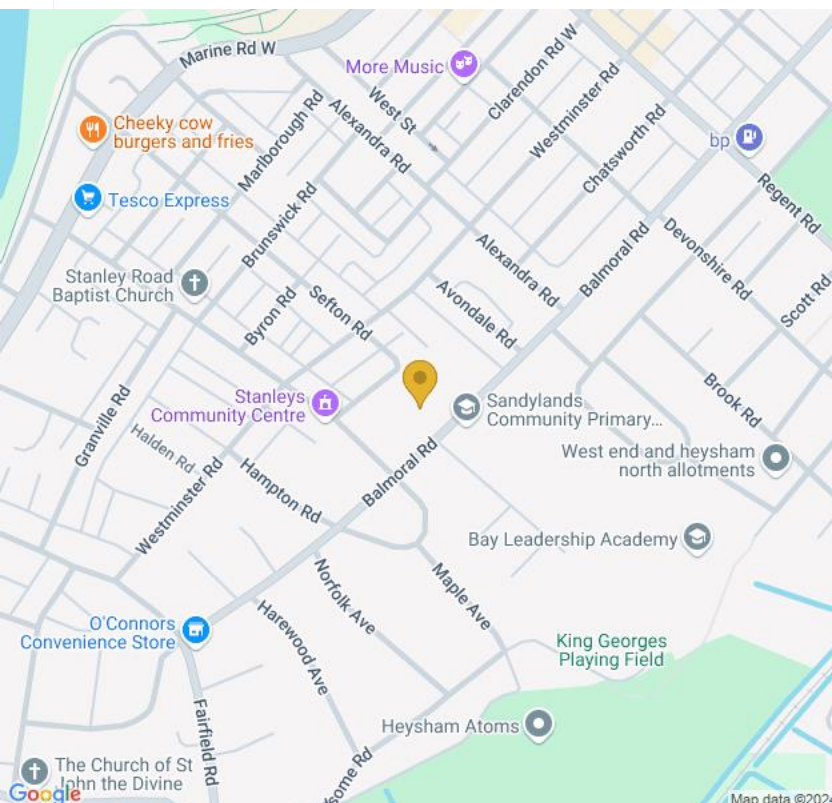 Marine Rd W
More Music
West St
Clarendon Rd W
Westminster Rd
Chatsworth Rd
Cheeky cow
burgers and fries
Marlborough Rd
Alexandra Rd
bp
Regent Rd
Tesco Express
Brunswick Rd
Stanley Road
Baptist Church
Byron Rd
Sefton Rd
Alexandra Rd
Avondale Rd
Balmoral Rd
Devonshire Rd
Scott Rd
Stanleys
Community Centre
Sandylands
Community Primary...
Brook Rd
Granville Rd
Halden Rd
Westminster Rd
Hampton Rd
Balmoral Rd
West end and heysham
north allotments
Bay Leadership Academy
Norfolk Ave
Maple Ave
O'Connors
Convenience Store
Harewood Ave
King Georges
Playing Field
Fairfield Rd
Heysham Atoms
The Church of St
John the Divine
some Rd
Google
Map data ©2024